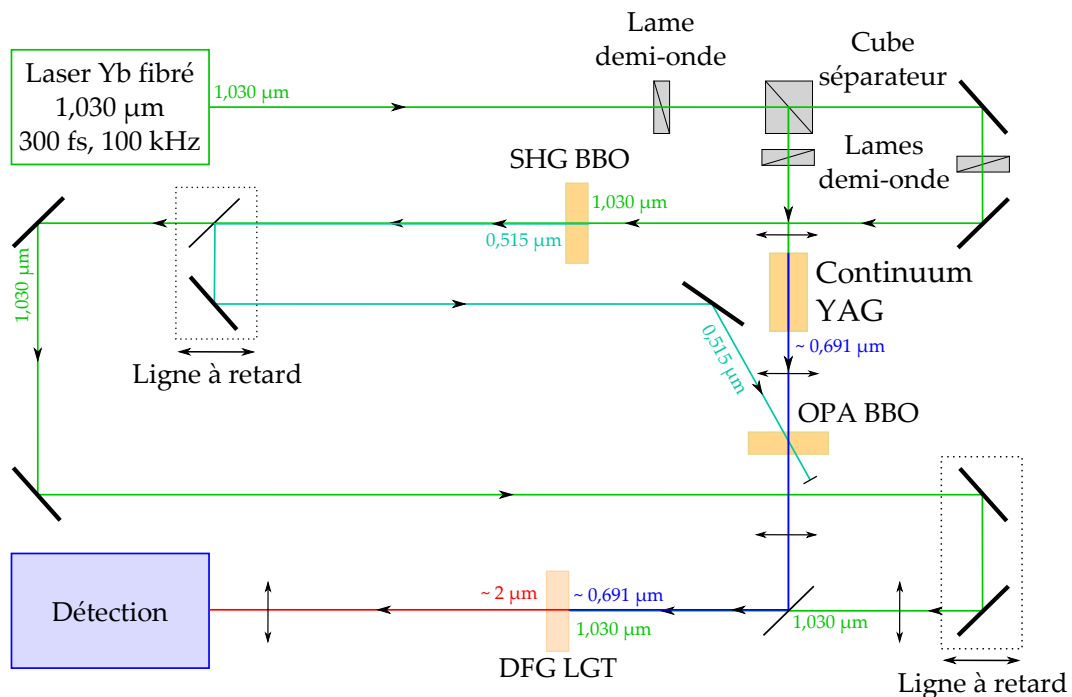 Lame
demi-onde
Cube
séparateur
Laser Yb fibré
1,030 µm
300 fs, 100 kHz
1,030 µm
Lames
demi-onde
SHG BBO
1,030 µm
0,515 µm
1,030 µm
Continuum
YAG
~ 0,691 µm
0,515 µm
Ligne à retard
OPA BBO
Détection
~ 2 µm
~ 0,691 µm
1,030 µm
1,030 µm
DFG LGT
Ligne à retard